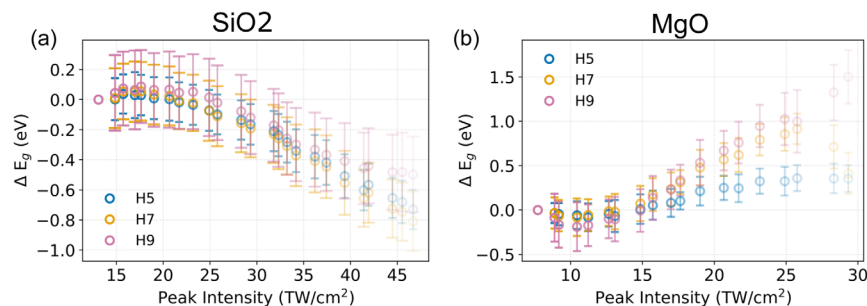 SiO2
MgO
(a)
0.2
0.0
−0.2
−0.4
−0.6
−0.8
−1.0
Δ E_g (eV)
H5
H7
H9
15 20 25 30 35 40 45
Peak Intensity (TW/cm²)
(b)
1.5
1.0
0.5
0.0
−0.5
Δ E_g (eV)
H5
H7
H9
10 15 20 25 30
Peak Intensity (TW/cm²)